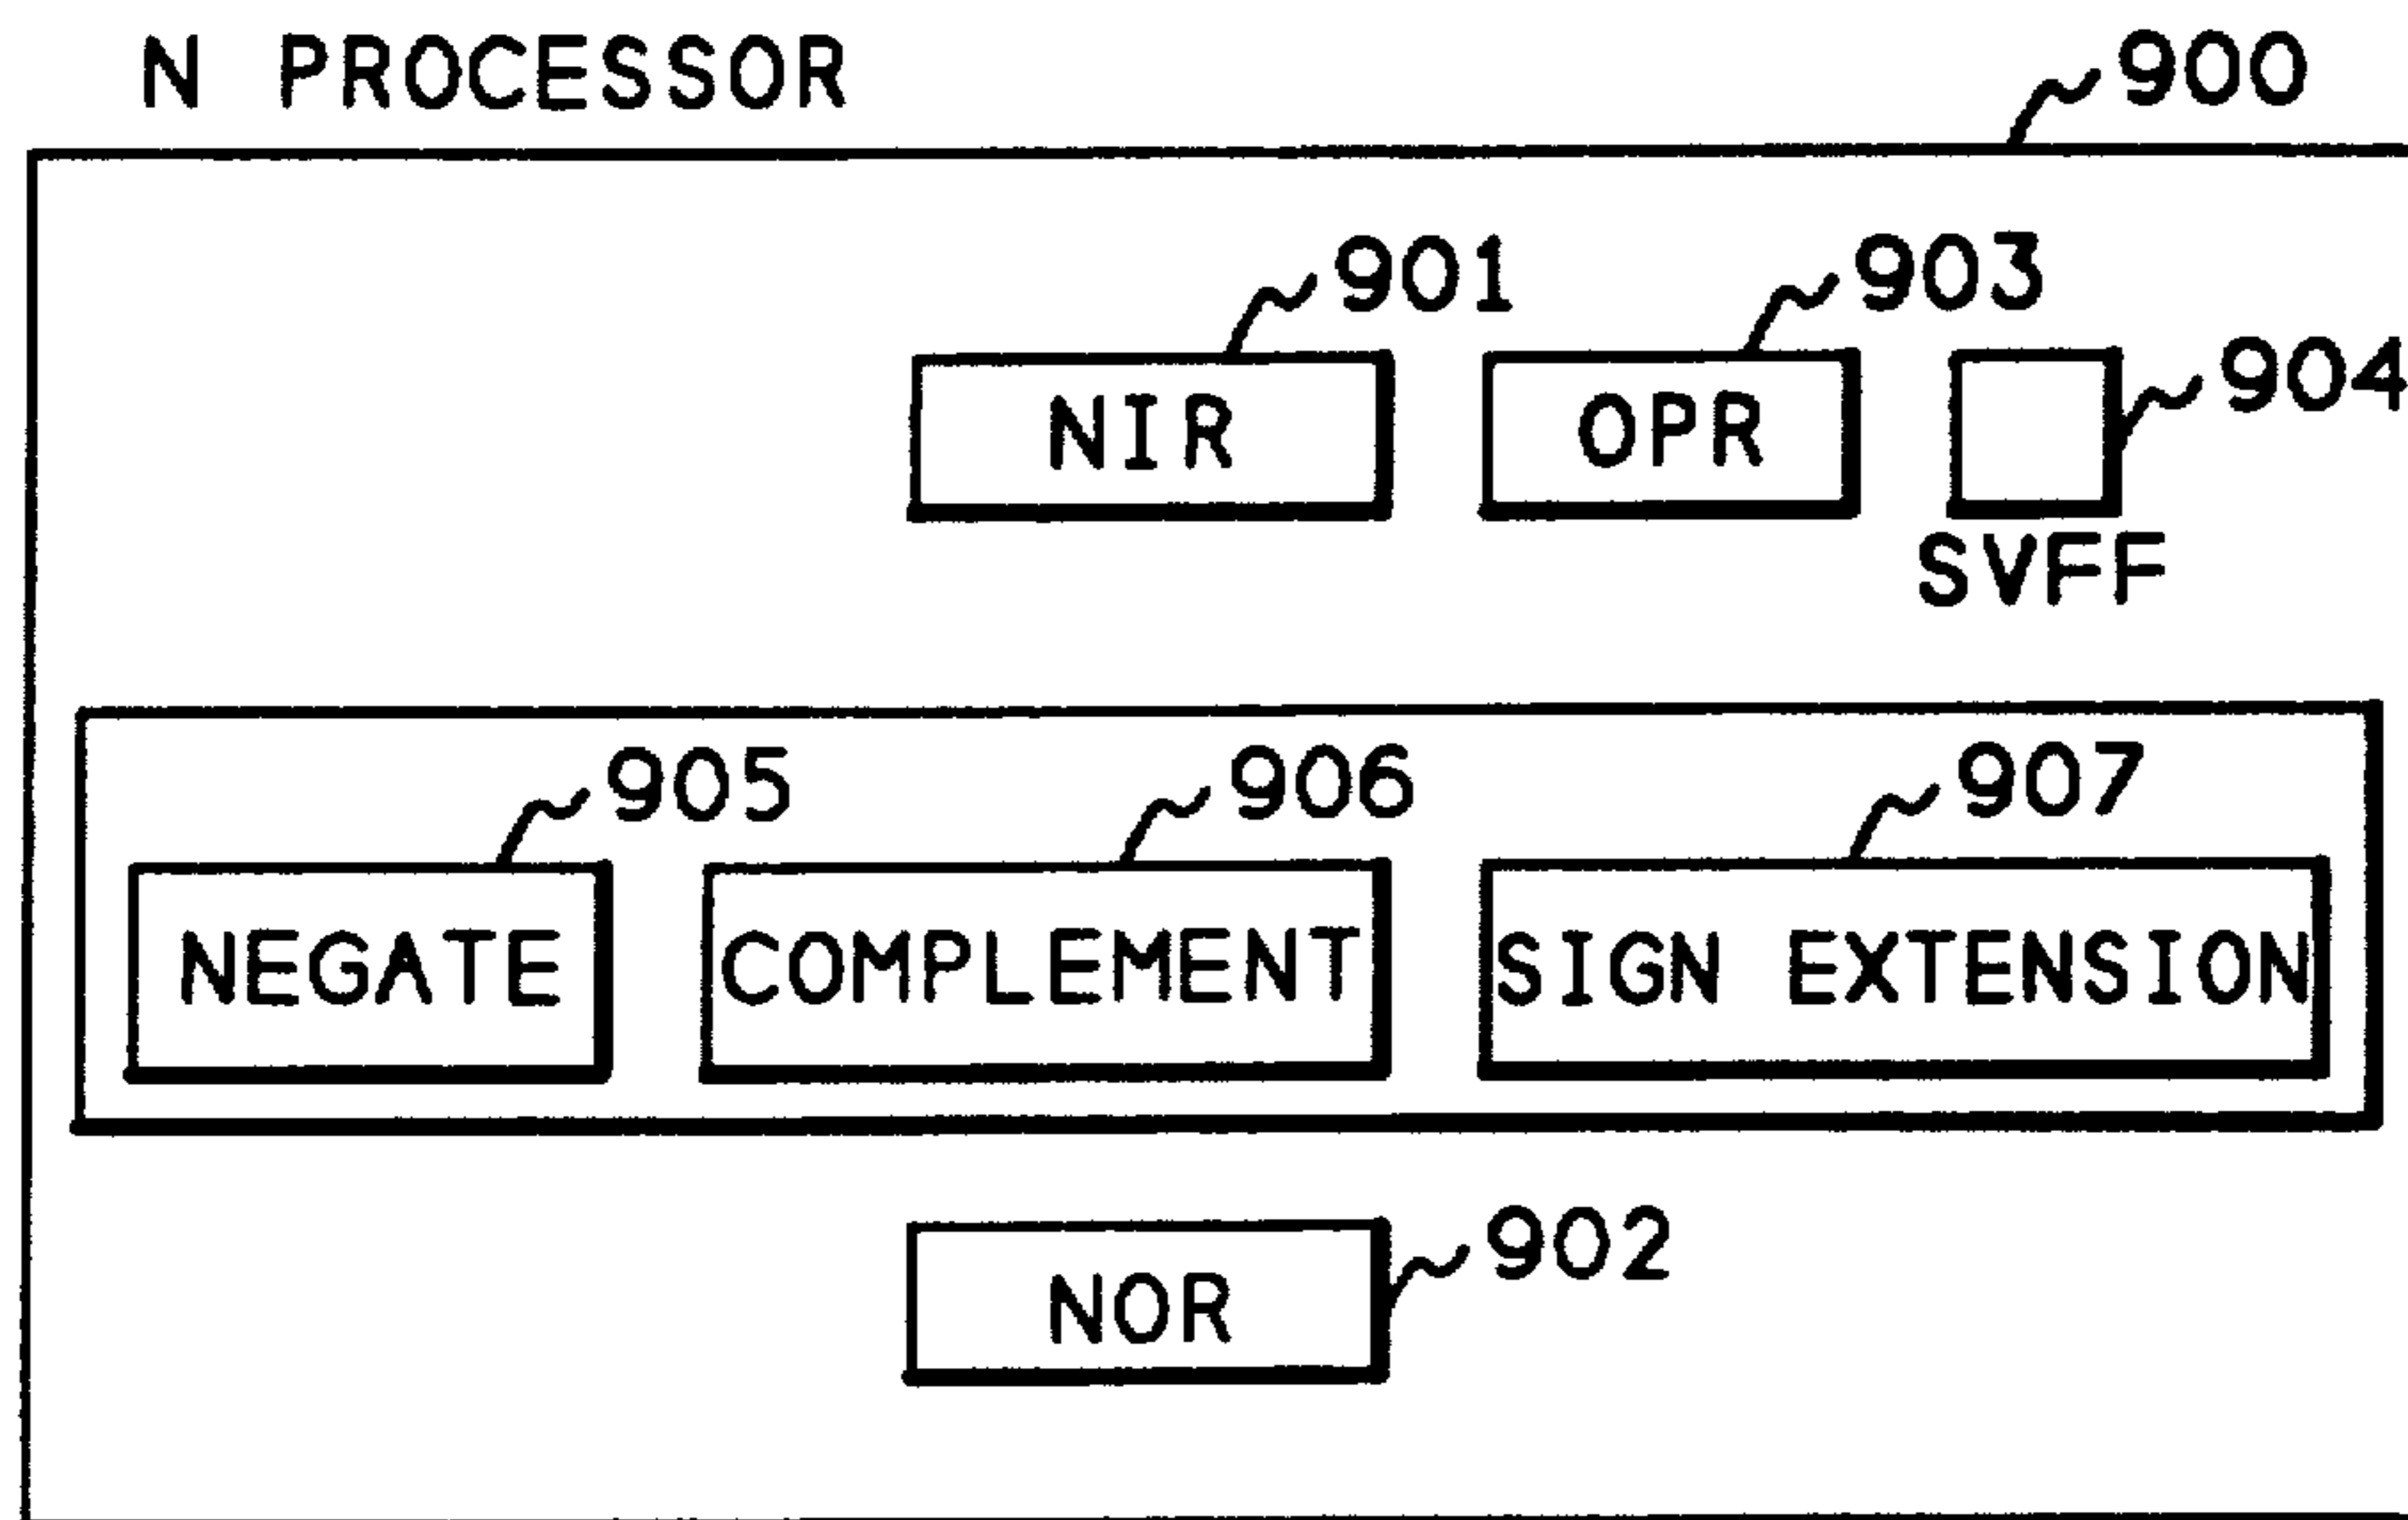 N PROCESSOR
900
901
903
904
NIR
OPR
SVFF
905
906
907
NEGATE
COMPLEMENT
SIGN EXTENSION
902
NOR